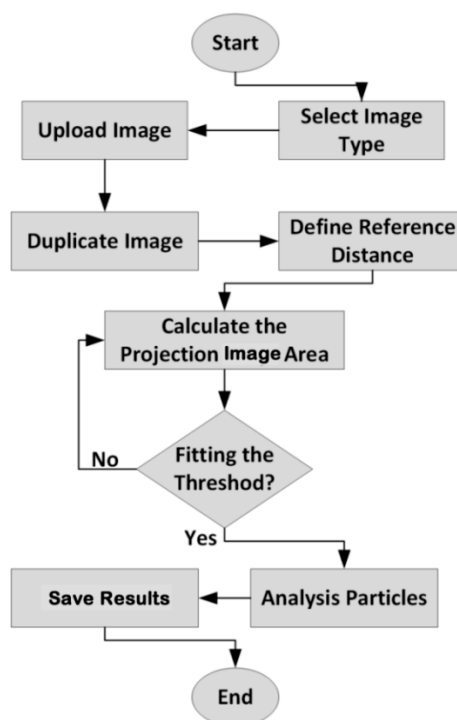 Start
Select Image
Type
Upload Image
Duplicate Image
Define Reference
Distance
Calculate the
Projection Image Area
Fitting the
Threshod?
No
Yes
Analysis Particles
Save Results
End